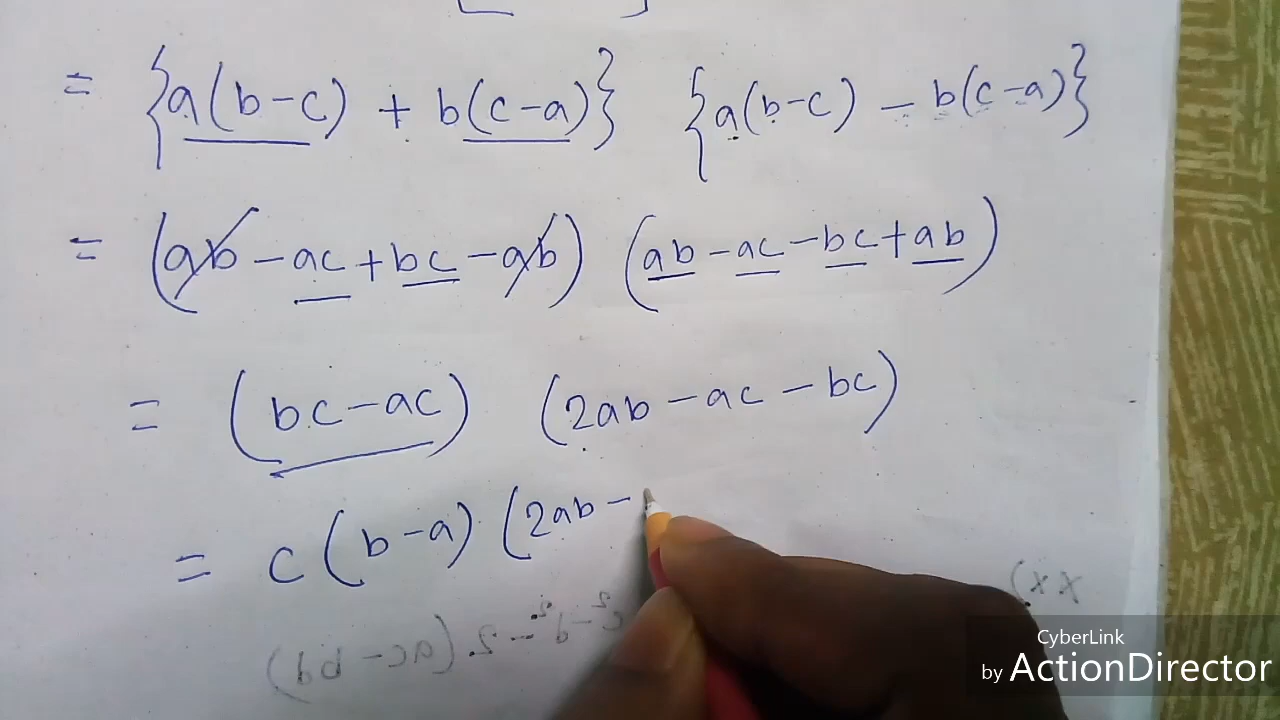 = {a(b-c) + b(c-a)} {a(b-c) - b(c-a)}
= (ab - ac + bc - ab) (ab - ac - bc + ab)
= (bc - ac) (2ab - ac - bc)
= c(b-a) (2ab -
CyberLink
by ActionDirector